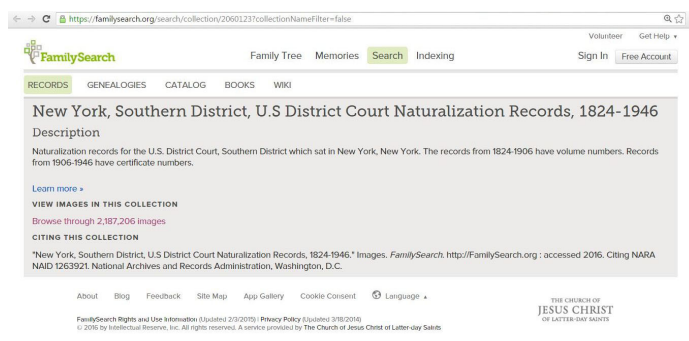 https://familysearch.org/search/collection/2060123?collectionNameFilter=false
Volunteer Get Help
FamilySearch Family Tree Memories Search Indexing Sign In Free Account
RECORDS GENEALOGIES CATALOG BOOKS WIKI
New York, Southern District, U.S District Court Naturalization Records, 1824-1946
Description
Naturalization records for the U.S. District Court, Southern District which sat in New York, New York. The records from 1824-1906 have volume numbers. Records
from 1906-1946 have certificate numbers.
Learn more »
VIEW IMAGES IN THIS COLLECTION
Browse through 2,187,206 images
CITING THIS COLLECTION
"New York, Southern District, U.S District Court Naturalization Records, 1824-1946." Images. FamilySearch. http://FamilySearch.org : accessed 2016. Citing NARA
NAID 1263921. National Archives and Records Administration, Washington, D.C.
About Blog Feedback Site Map App Gallery Cookie Consent Language
FamilySearch Rights and Use Information (Updated 2/3/2015) | Privacy Policy (Updated 3/18/2014)
© 2016 by Intellectual Reserve, Inc. All rights reserved. A service provided by The Church of Jesus Christ of Latter-day Saints
THE CHURCH OF
JESUS CHRIST
OF LATTER-DAY SAINTS